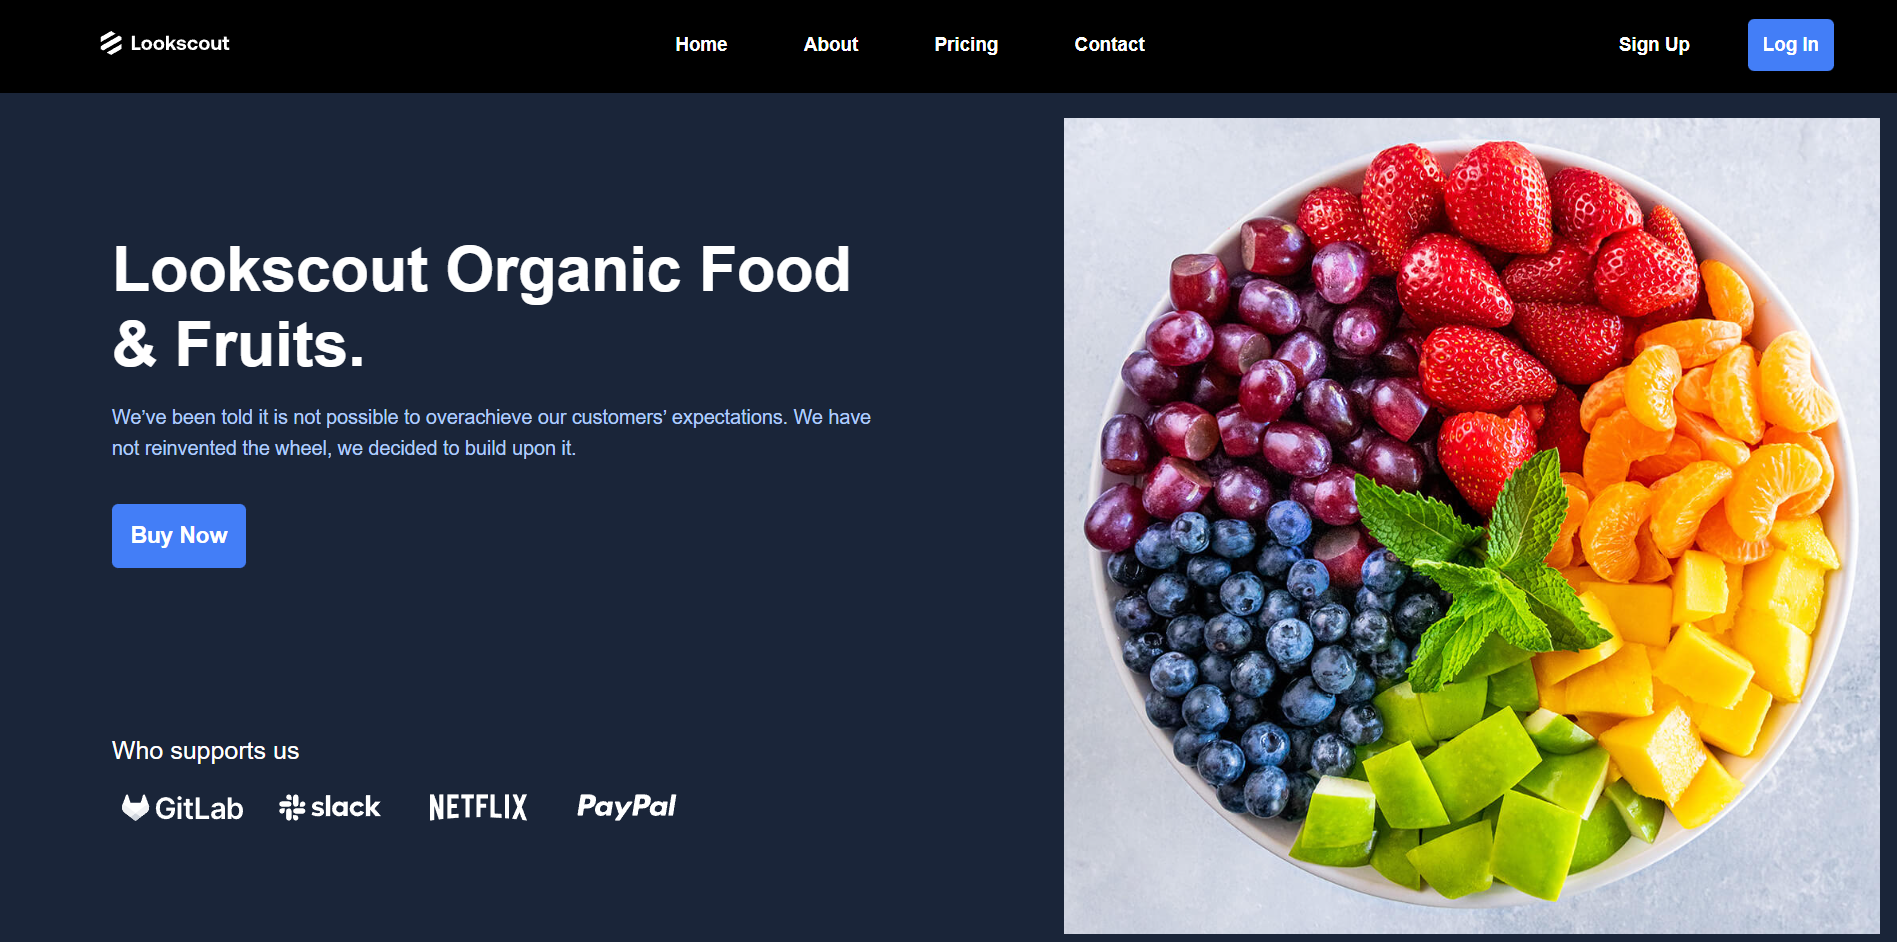 Lookscout
Home
About
Pricing
Contact
Sign Up
Log In
Lookscout Organic Food
& Fruits.
We’ve been told it is not possible to overachieve our customers’ expectations. We have
not reinvented the wheel, we decided to build upon it.
Buy Now
Who supports us
GitLab
slack
NETFLIX
PayPal